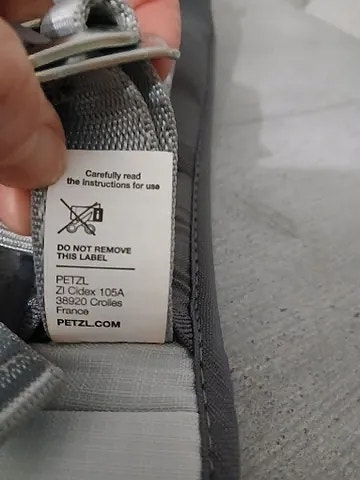 Carefully read
the instructions for use
DO NOT REMOVE
THIS LABEL
PETZL
ZI Cidex 105A
38920 Crolles
France
PETZL.COM